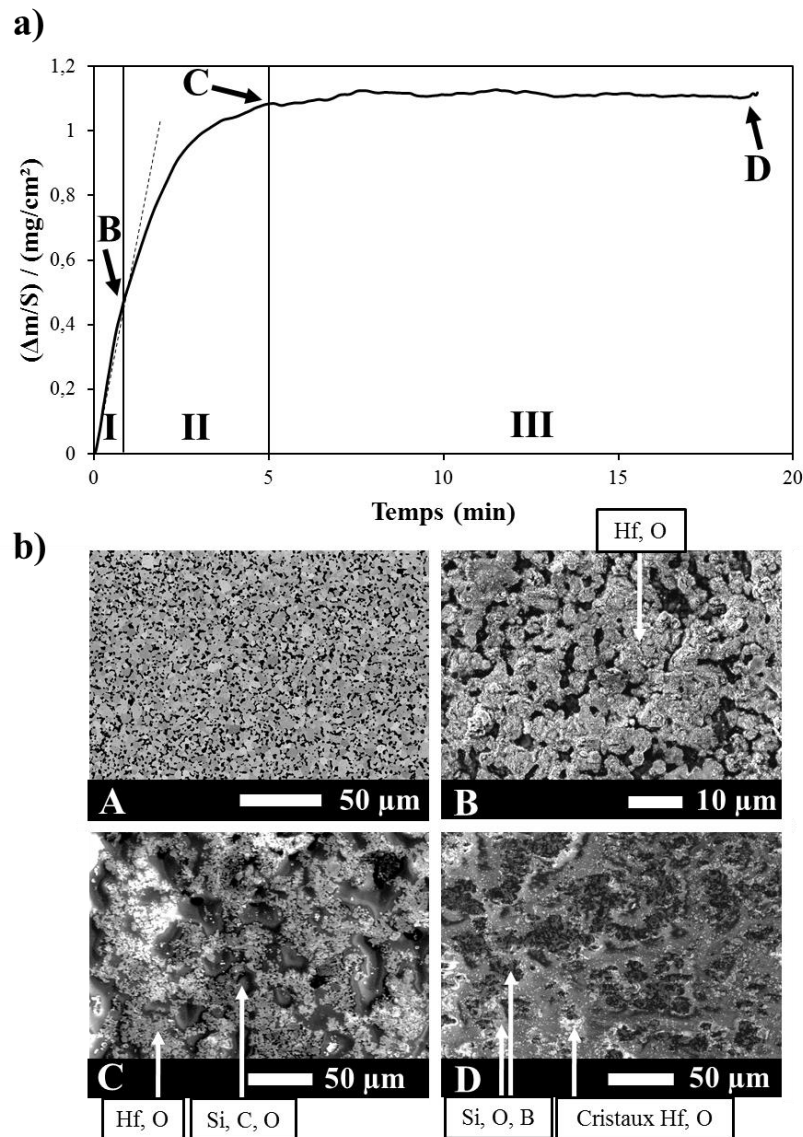 a)
1,2
1
0,8
0,6
0,4
0,2
0
(Δm/S) / (mg/cm²)
B
C
D
I
II
III
0
5
10
15
20
Temps (min)
b)
Hf, O
A
50 µm
B
10 µm
C
50 µm
D
50 µm
Hf, O
Si, C, O
Si, O, B
Cristaux Hf, O